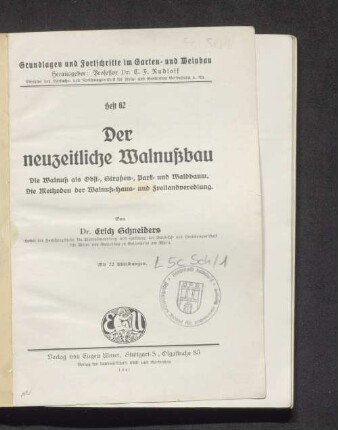 Grundlagen und Fortschritte im Garten- und Weinbau
Herausgeber: Professor Dr. C. F. Rudloff
Heft 62
Der
neuzeitliche Walnußbau
Die Walnuß als Obst-, Straßen-, Park- und Waldbaum.
Die Methoden der Walnuß-Haus- und Freilandveredlung.
Von
Dr. Erich Schneiders
Mit 12 Abbildungen.
L 5c Sch/1
Verlag von Eugen Ulmer, Stuttgart-S, Olgastraße 83